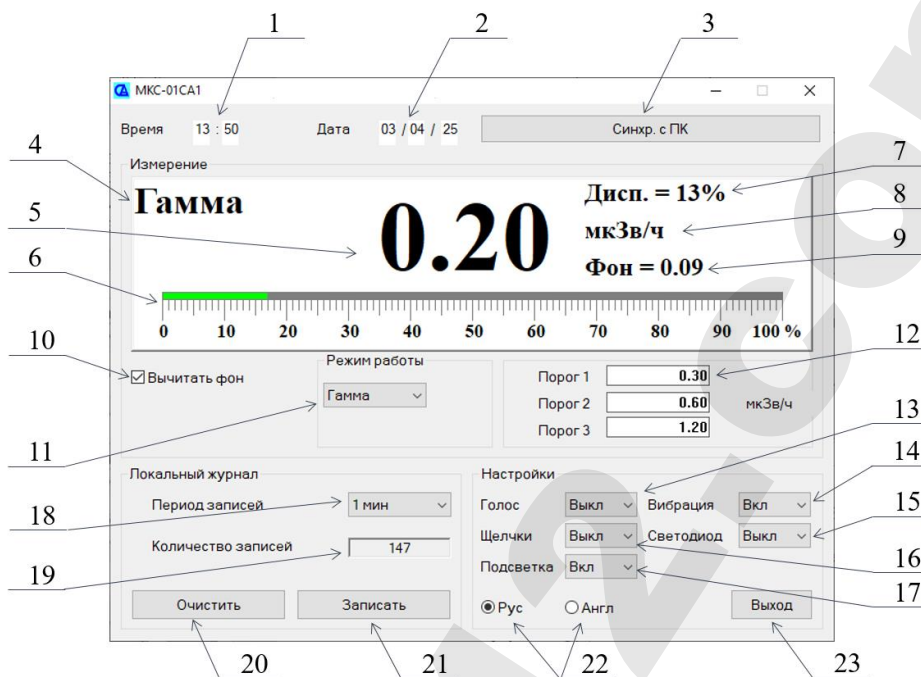 1 2 3
МКС-01СА1
Время 13 : 50 Дата 03 / 04 / 25 Синхр. с ПК
4
Измерение
7
Гамма
Дисп. = 13%
5
0.20
мкЗв/ч
8
6
Фон = 0.09
9
0 10 20 30 40 50 60 70 80 90 100 %
10
Вычитать фон
Режим работы
Гамма
11
Порог 1 0.30
12
Порог 2 0.60 мкЗв/ч
Порог 3 1.20
13
Локальный журнал
Настройки
14
18
Период записей 1 мин
Голос Выкл Вибрация Вкл
15
Щелчки Выкл Светодиод Выкл
19
Количество записей 147
16
Подсветка Вкл
17
Очистить Записать
Рус Англ Выход
20 21 22 23